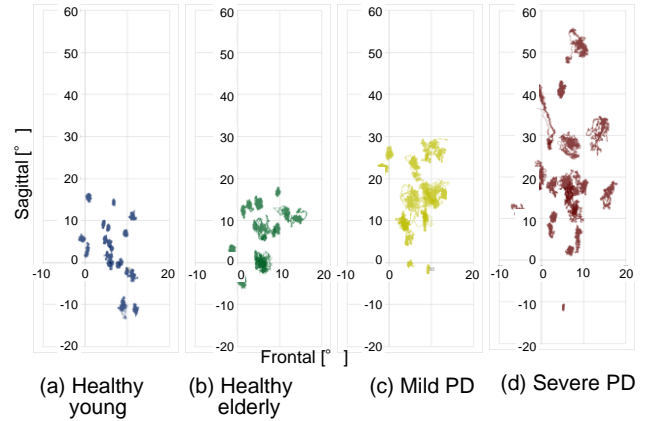 60 60 60 60
50 50 50 50
40 40 40 40
30 30 30 30
20 20 20 20
10 10 10 10
0 0 0 0
-10 0 20 -10 0 10 20 -10 0 10 20 0 10 20
-10 -10 -10 -10
-20 -20 -20 -20
Sagittal [° ]
Frontal [° ]
(a) Healthy
young
(b) Healthy
elderly
(c) Mild PD
(d) Severe PD